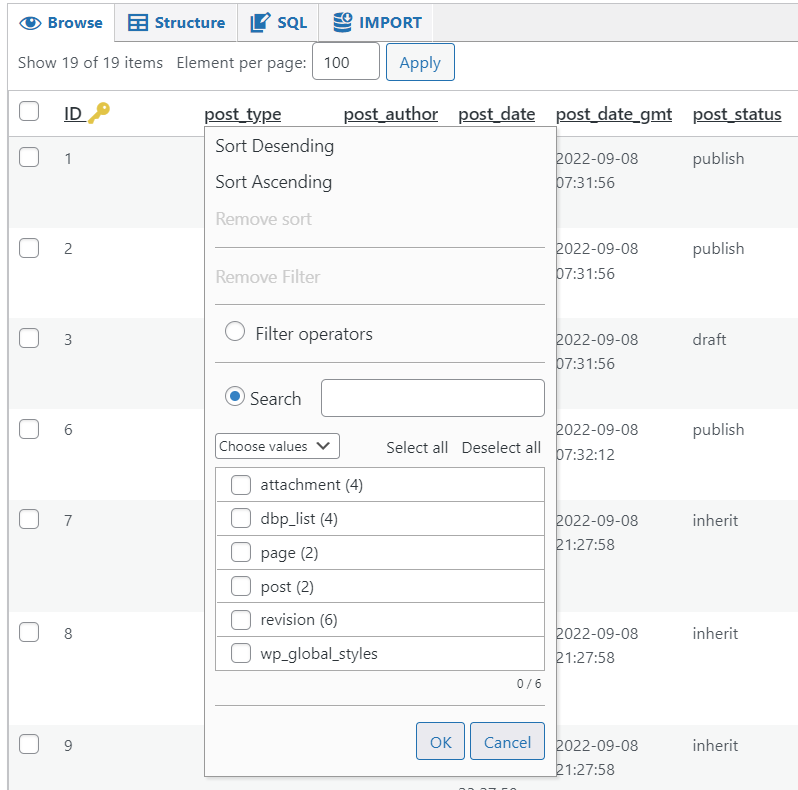 Browse Structure SQL IMPORT
Show 19 of 19 items Element per page: 100 Apply
ID post_type post_author post_date post_date_gmt post_status
Sort Desending
1 2022-09-08 publish
Sort Ascending
07:31:56
Remove sort
2 2022-09-08 publish
07:31:56
Remove Filter
Filter operators
3 2022-09-08 draft
07:31:56
Search
6 2022-09-08 publish
Choose values Select all Deselect all
07:32:12
attachment (4)
dbp_list (4)
7 2022-09-08 inherit
21:27:58
page (2)
post (2)
revision (6)
8 2022-09-08 inherit
wp_global_styles
21:27:58
0 / 6
OK Cancel
9 2022-09-08 inherit
21:27:58